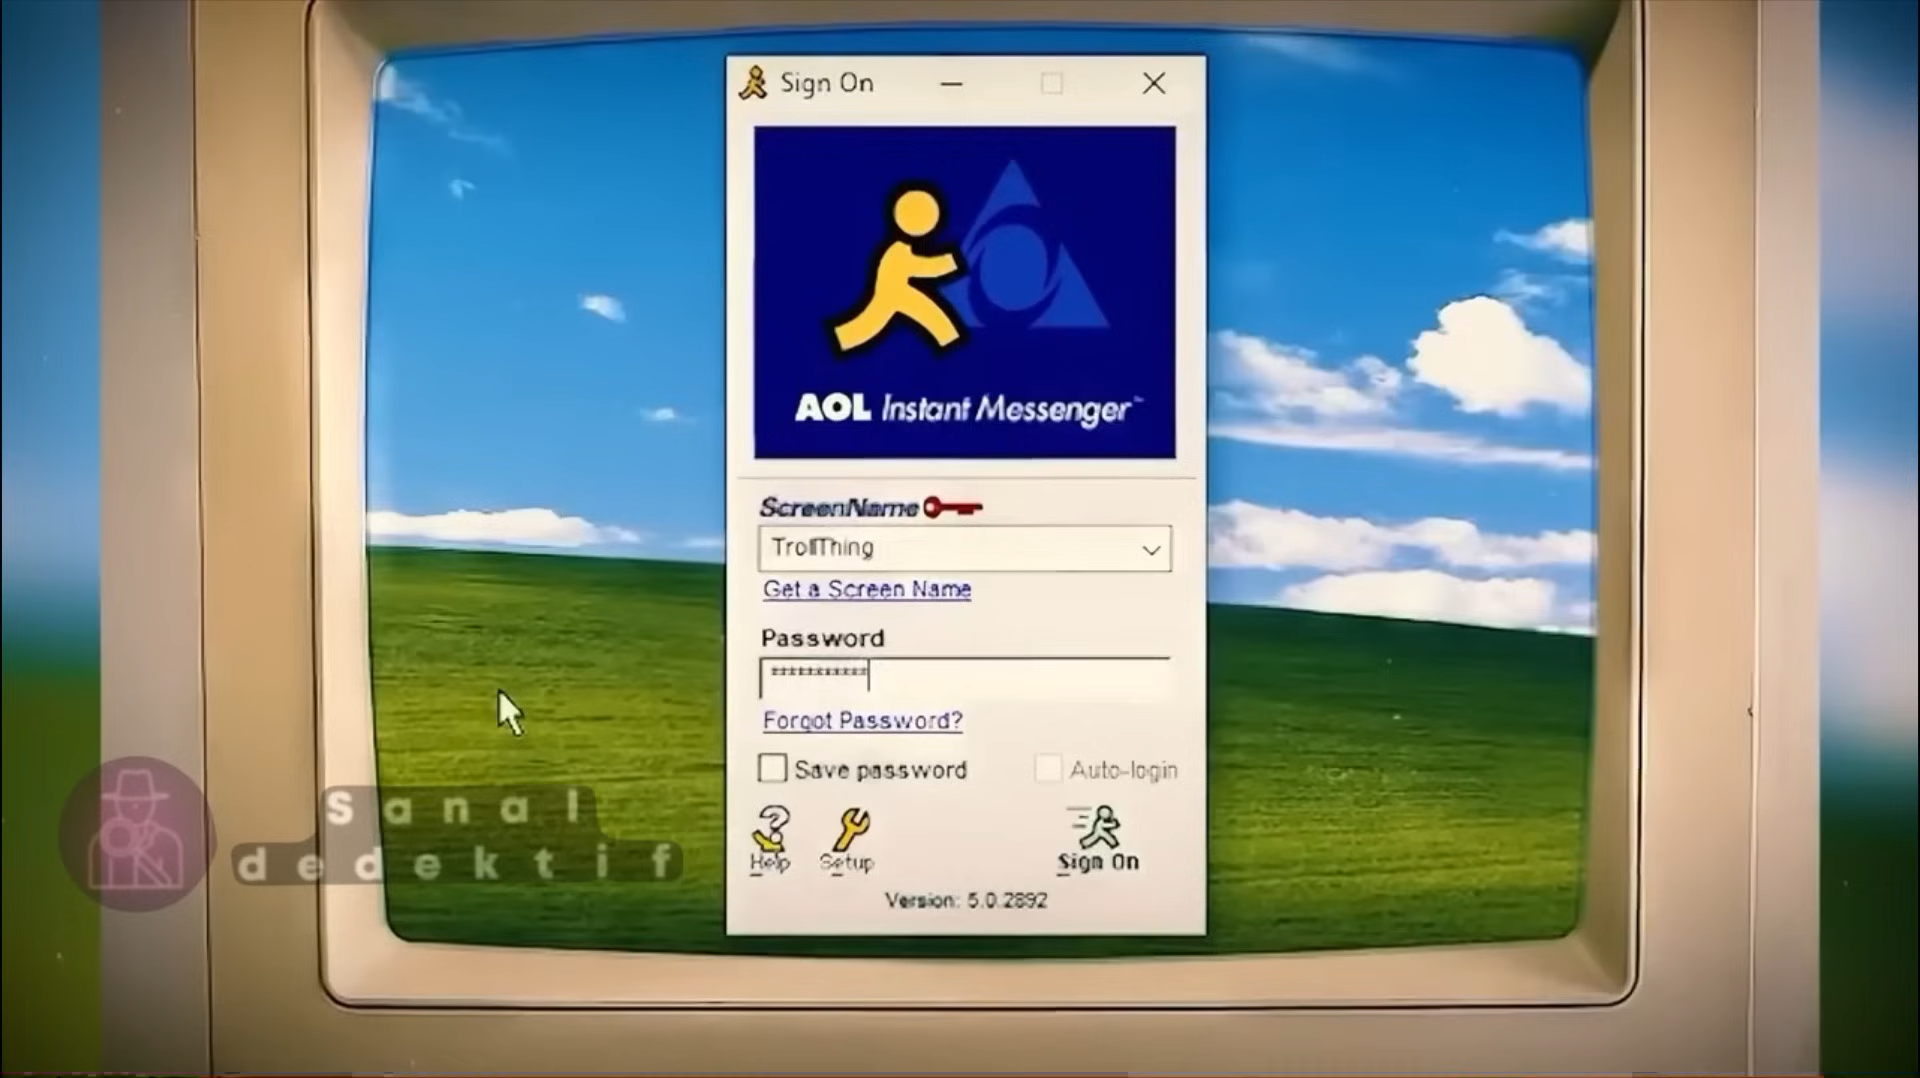 Sign On
AOL Instant Messenger™
ScreenName
TrollThing
Get a Screen Name
Password
***********
Forgot Password?
Save password
Auto-login
Help
Setup
Sign On
Version: 5.0.2892
Sanal
dedektif